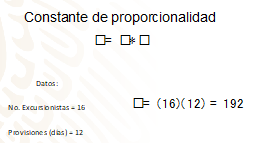 Constante de proporcionalidad
□= □*□
Datos:
No. Excursionistas = 16
□= (16)(12) = 192
Provisiones (días) = 12